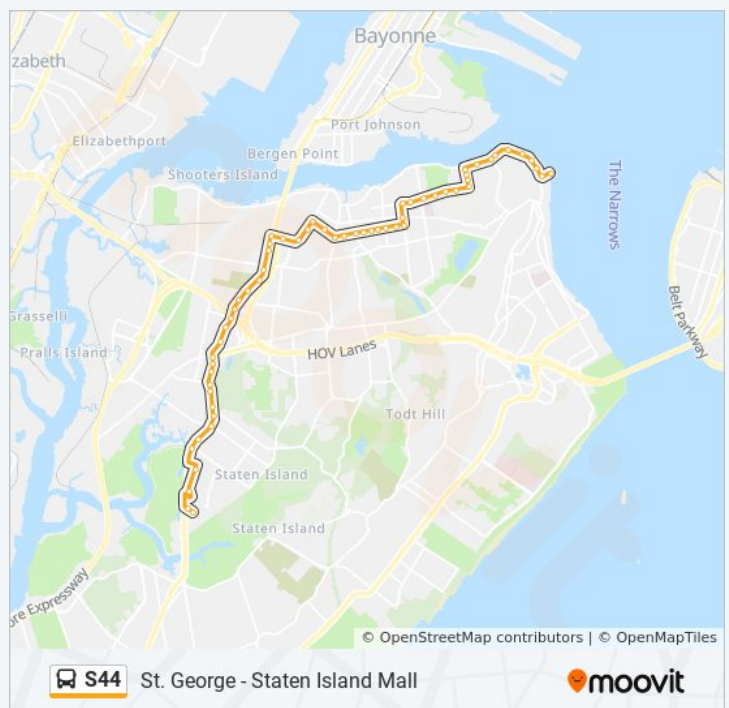 Bayonne
zabeth
Port Johnson
Elizabethport
Bergen Point
Shooters Island
The Narrows
Grasselli
Belt Parkway
Pralls Island
HOV Lanes
Todt Hill
Staten Island
Staten Island
ore Expressway
© OpenStreetMap contributors | © OpenMapTiles
S44 St. George - Staten Island Mall
moovit